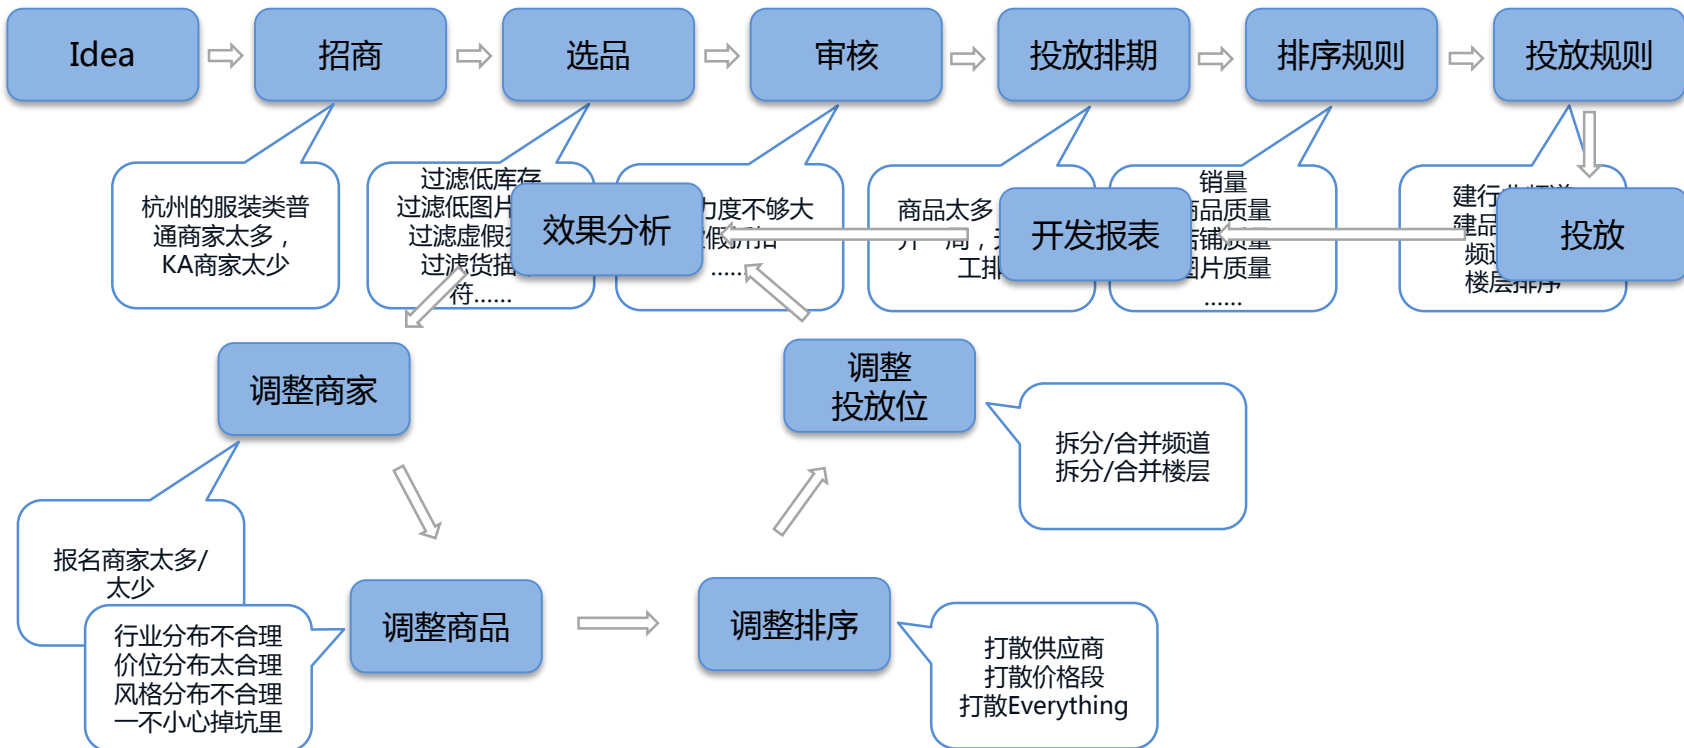 Idea
招商
选品
审核
投放排期
排序规则
投放规则
杭州的服装类普
通商家太多，
KA商家太少
过滤低库存
过滤低图片
过滤虚假
过滤货描
符……
力度不够大
假折扣
……
商品太多
工排
销量
商品质量
店铺质量
图片质量
……
建行业频道
建品
频道
楼层排序
效果分析
开发报表
投放
调整商家
调整
投放位
拆分/合并频道
拆分/合并楼层
报名商家太多/
太少
行业分布不合理
价位分布太合理
风格分布不合理
一不小心掉坑里
调整商品
调整排序
打散供应商
打散价格段
打散Everything